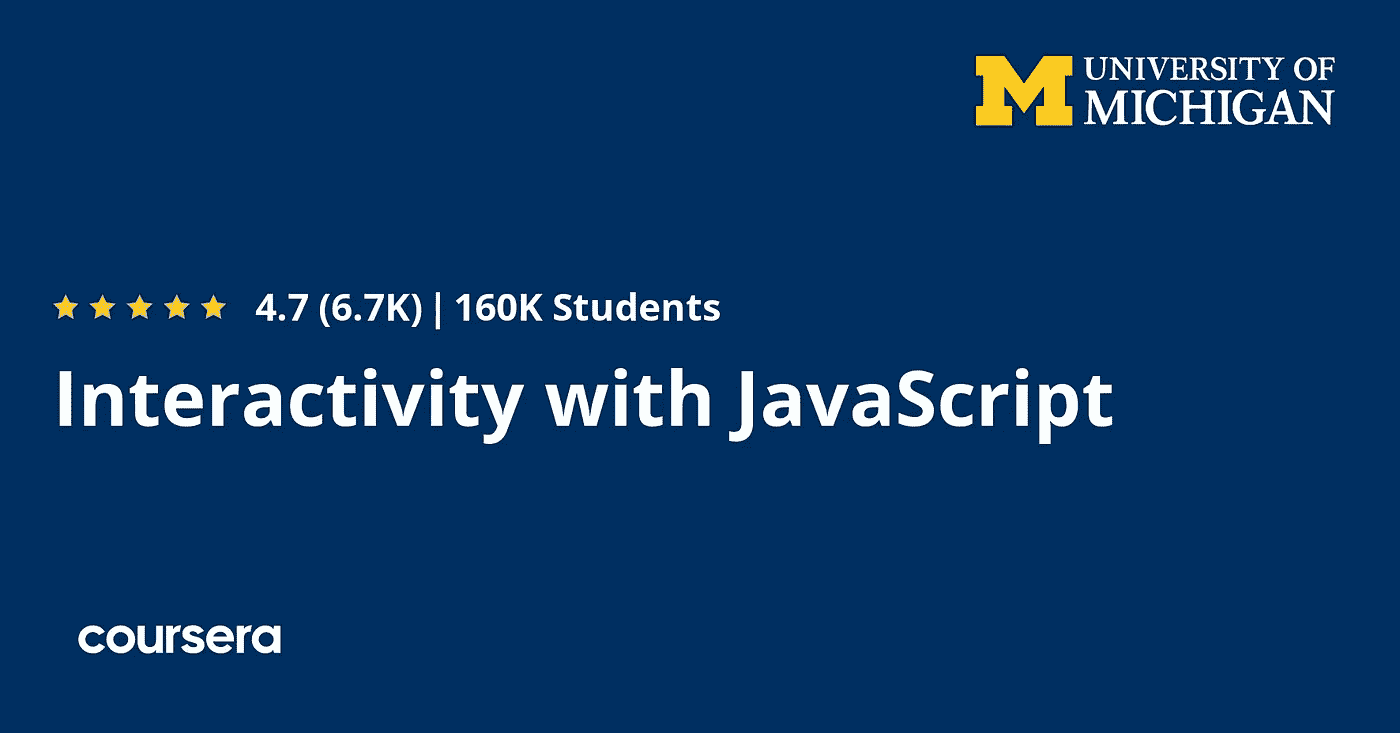 UNIVERSITY OF
MICHIGAN
4.7 (6.7K) | 160K Students
Interactivity with JavaScript
coursera